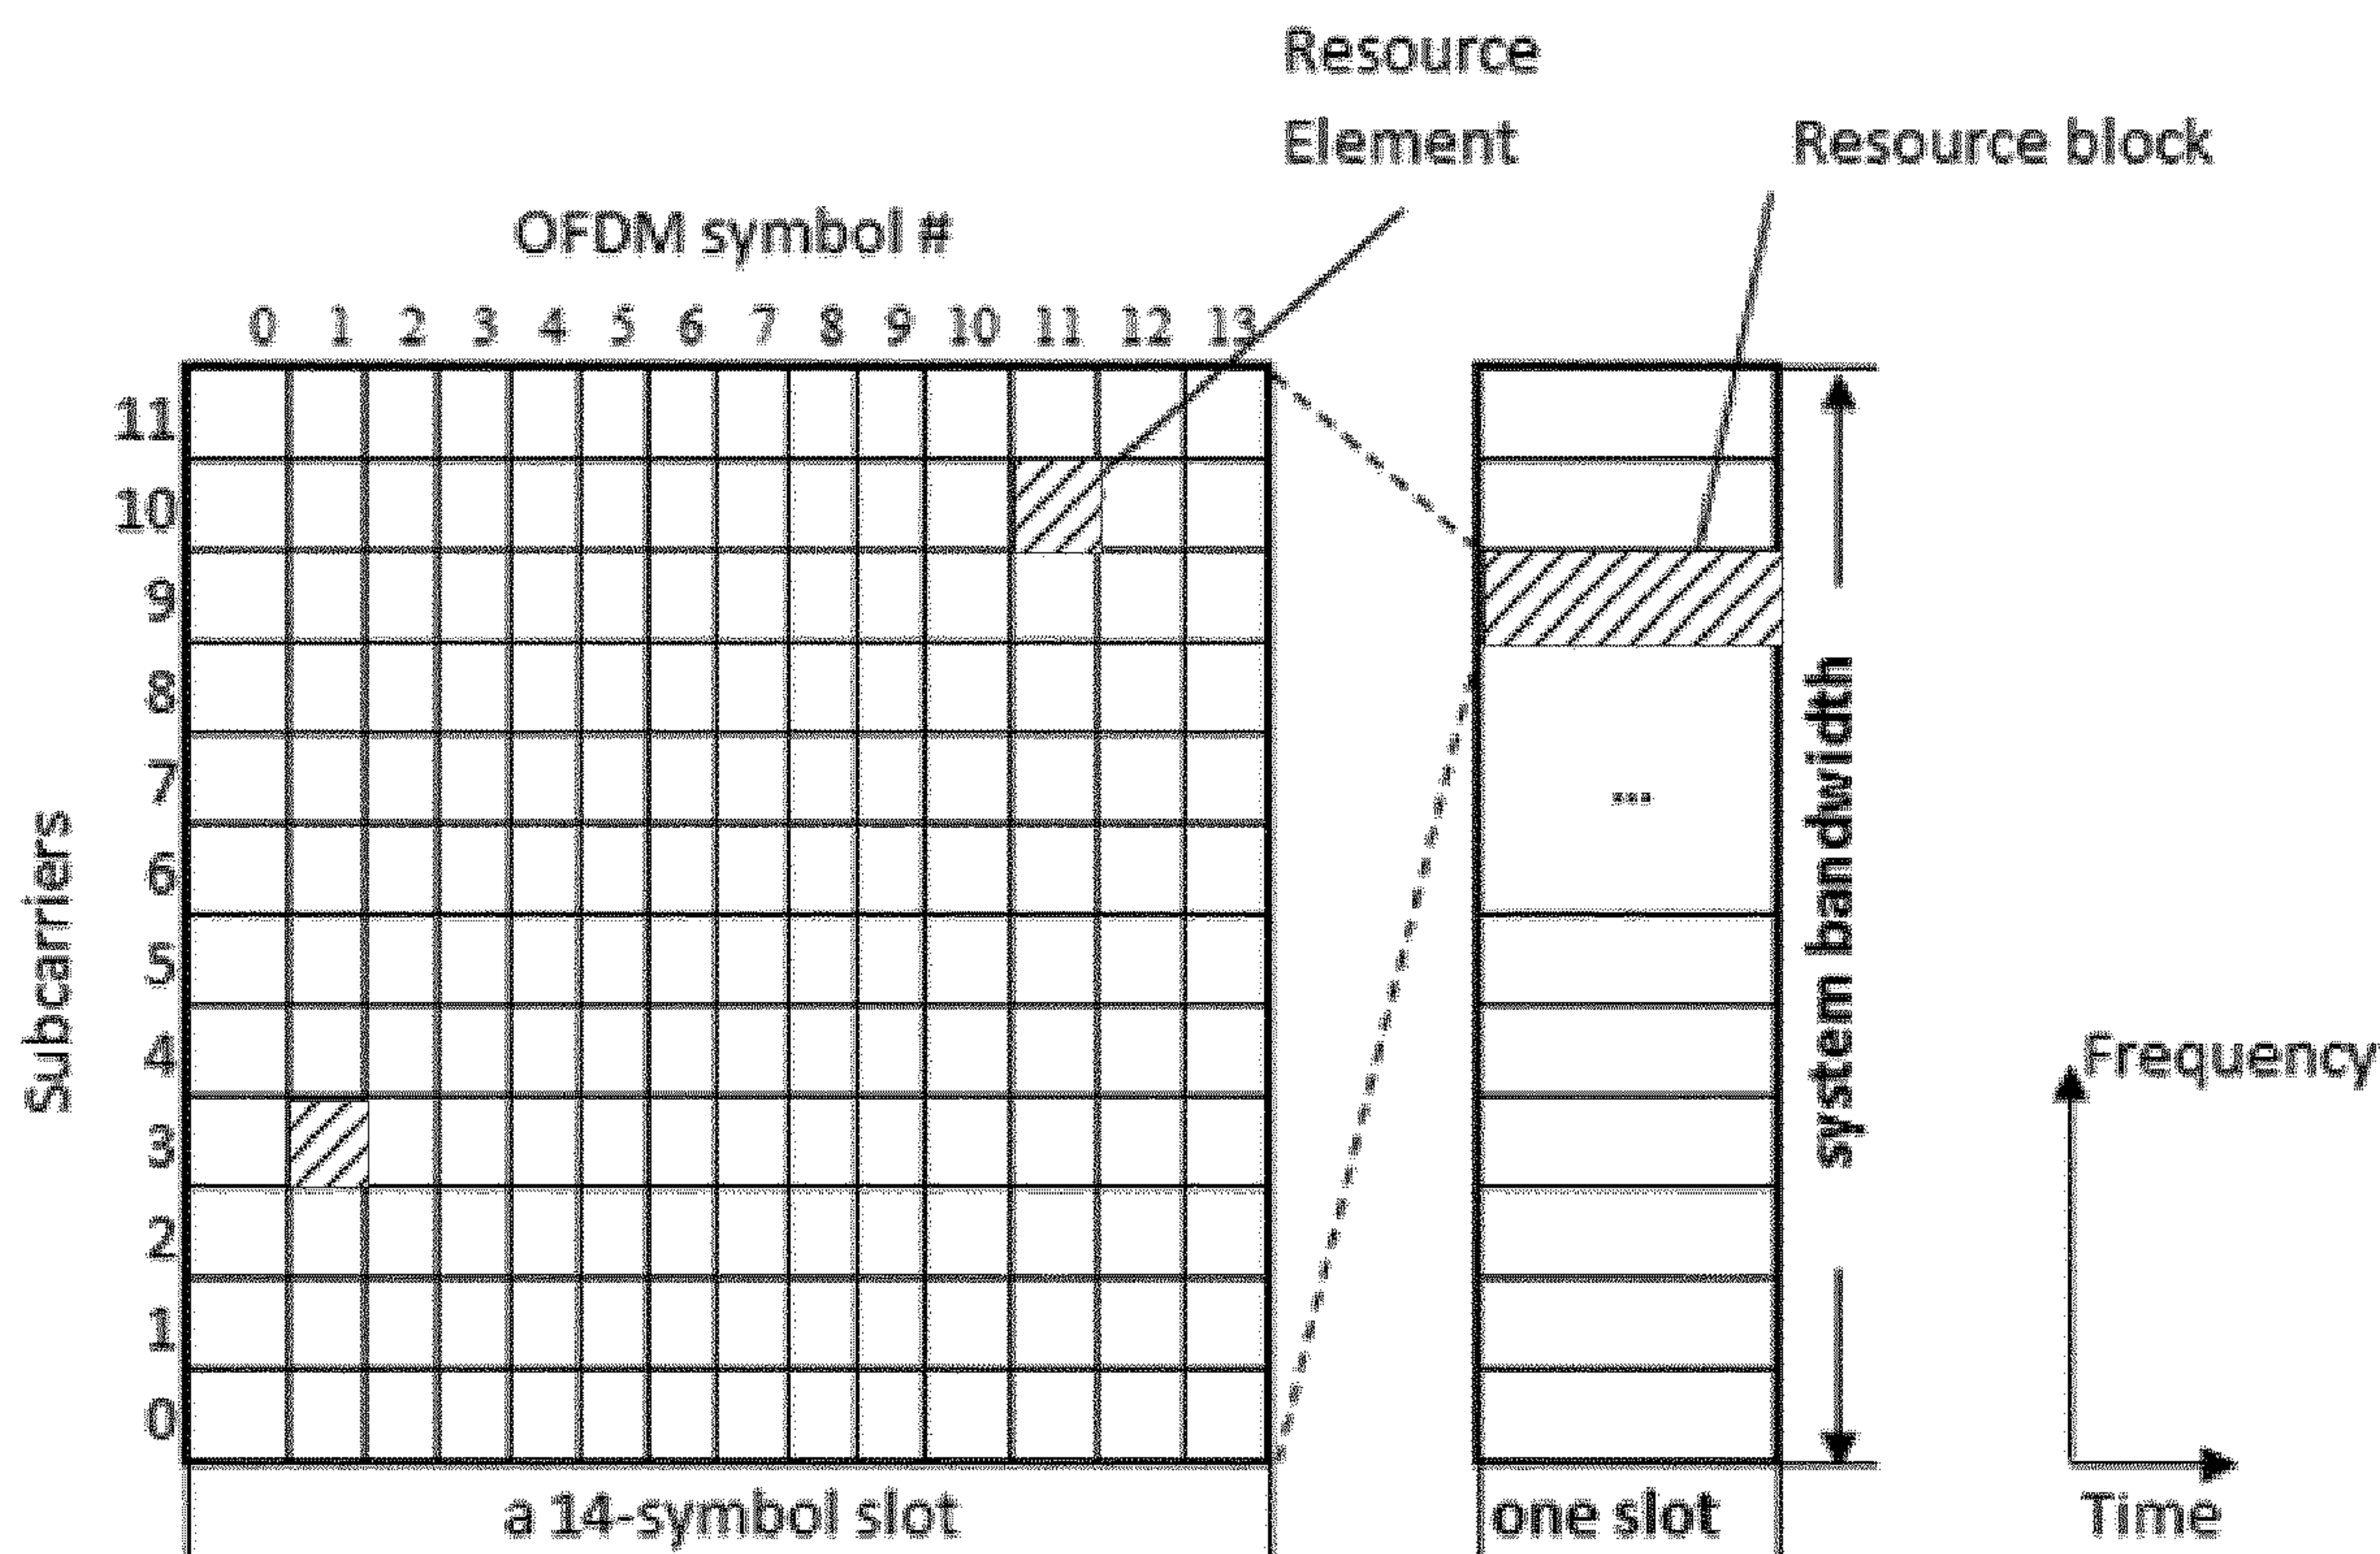 Resource
Element
Resource block
OFDM symbol #
0 1 2 3 4 5 6 7 8 9 10 11 12 13
11
10
9
8
7
6
5
4
3
2
1
0
Subcarriers
...
system bandwidth
Frequency
Time
a 14-symbol slot
one slot